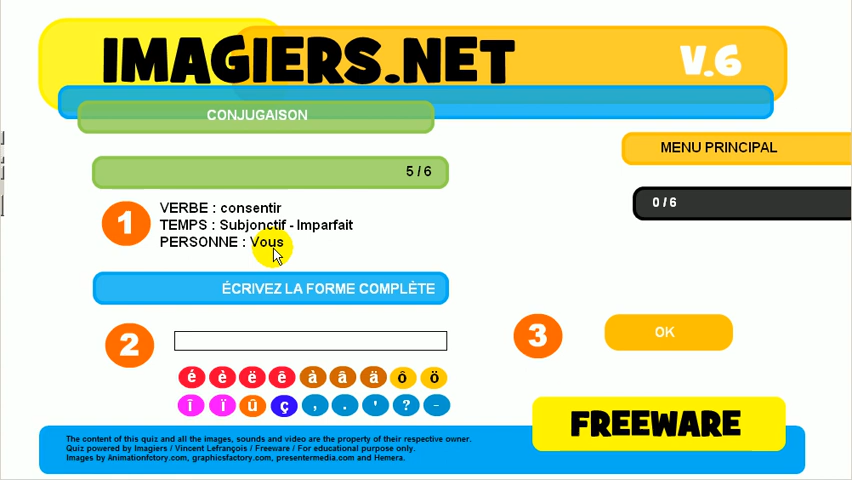 IMAGIERS.NET
V.6
CONJUGAISON
MENU PRINCIPAL
5 / 6
0 / 6
1
VERBE : consentir
TEMPS : Subjonctif - Imparfait
PERSONNE : Vous
ÉCRIVEZ LA FORME COMPLÈTE
2
3
OK
é è ë ê à â ä ô ö
î ï û ç , . ' ? -
FREEWARE
The content of this quiz and all the images, sounds and video are the property of their respective owner.
Quiz powered by Imagiers / Vincent Lefrançois / Freeware / For educational purpose only.
Images by Animationfctory.com, graphicsfactory.com, presentermedia.com and Hemera.